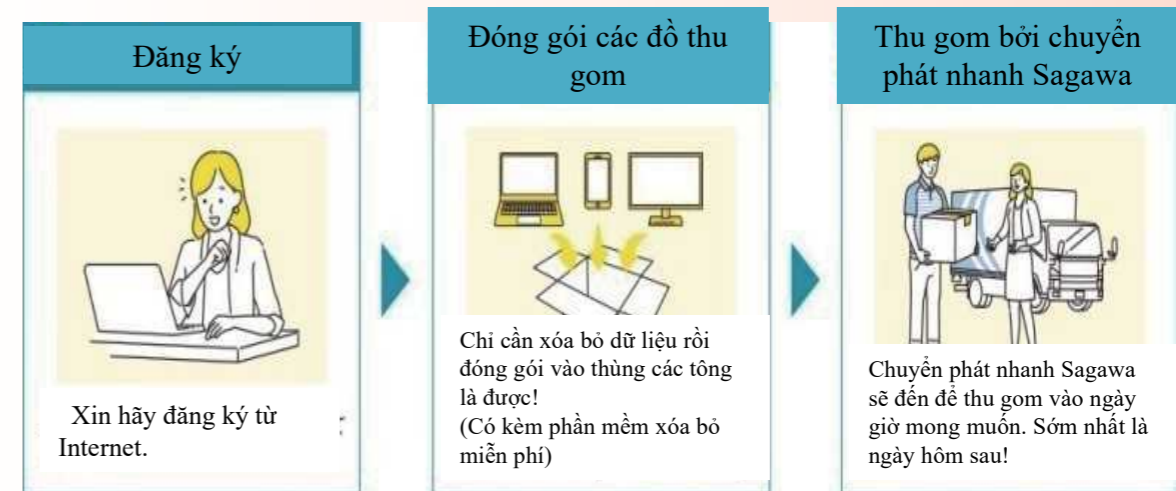 Đăng ký
Xin hãy đăng ký từ
Internet.
Đóng gói các đồ thu
gom
Chỉ cần xóa bỏ dữ liệu rồi
đóng gói vào thùng các tông
là được!
(Có kèm phần mềm xóa bỏ
miễn phí)
Thu gom bởi chuyển
phát nhanh Sagawa
Chuyển phát nhanh Sagawa
sẽ đến để thu gom vào ngày
giờ mong muốn. Sớm nhất là
ngày hôm sau!